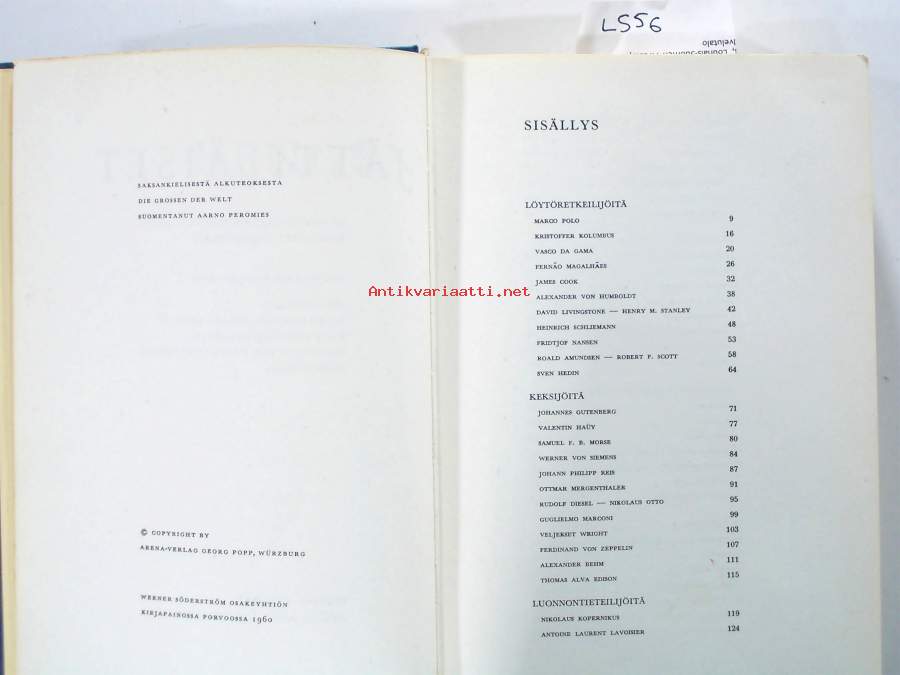 L556
SAKSANKIELISESTÄ ALKUTEOKSESTA
DIE GROSSEN DER WELT
SUOMENTANUT AARNO PEROMIES
© COPYRIGHT BY
ARENA-VERLAG GEORG POPP, WÜRZBURG
WERNER SÖDERSTRÖM OSAKEYHTIÖN
KIRJAPAINOSSA PORVOOSSA 1960
Antikvariaatti.net
SISÄLLYS
LÖYTÖRETKEILIJÖITÄ
MARCO POLO 9
KRISTOFFER KOLUMBUS 16
VASCO DA GAMA 20
FERNÃO MAGALHÃES 26
JAMES COOK 32
ALEXANDER VON HUMBOLDT 38
DAVID LIVINGSTONE — HENRY M. STANLEY 42
HEINRICH SCHLIEMANN 48
FRIDTJOF NANSEN 53
ROALD AMUNDSEN — ROBERT F. SCOTT 58
SVEN HEDIN 64
KEKSIJÖITÄ
JOHANNES GUTENBERG 71
VALENTIN HAÜY 77
SAMUEL F. B. MORSE 80
WERNER VON SIEMENS 84
JOHANN PHILIPP REIS 87
OTTMAR MERGENTHALER 91
RUDOLF DIESEL — NIKOLAUS OTTO 95
GUGLIELMO MARCONI 99
VELJEKSET WRIGHT 103
FERDINAND VON ZEPPELIN 107
ALEXANDER BEHM 111
THOMAS ALVA EDISON 115
LUONNONTIETEILIJÖITÄ
NIKOLAUS KOPERNIKUS 119
ANTOINE LAURENT LAVOISIER 124